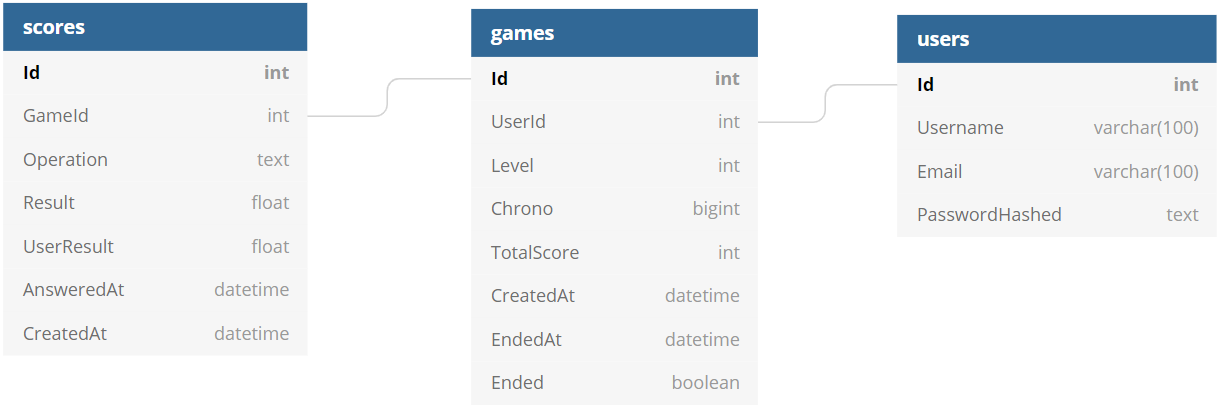 scores
Id int
GameId int
Operation text
Result float
UserResult float
AnsweredAt datetime
CreatedAt datetime
games
Id int
UserId int
Level int
Chrono bigint
TotalScore int
CreatedAt datetime
EndedAt datetime
Ended boolean
users
Id int
Username varchar(100)
Email varchar(100)
PasswordHashed text